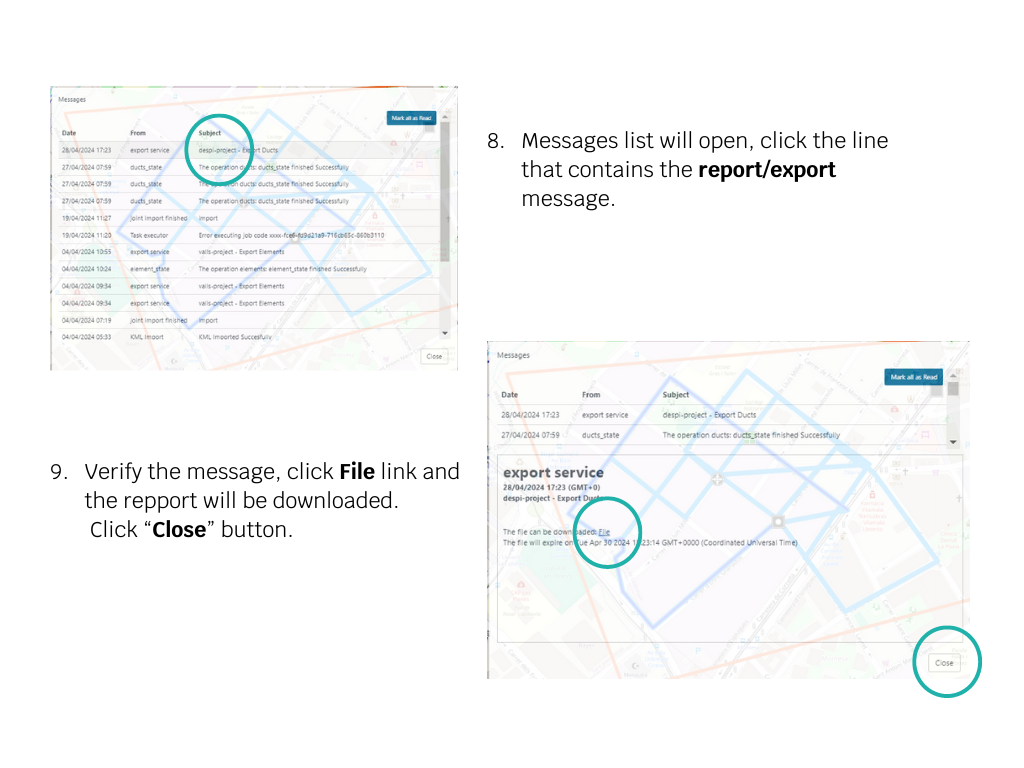 Messages
Mark all as Read
Date From Subject
28/04/2024 17:23 export service despi-project - Export Ducts
27/04/2024 07:59 ducts_state The operation ducts: ducts_state finished Successfully
27/04/2024 07:59 ducts_state The operation ducts: ducts_state finished Successfully
27/04/2024 07:59 ducts_state The operation ducts: ducts_state finished Successfully
19/04/2024 11:27 joint import finished import
19/04/2024 11:20 Task executor Error executing job code
04/04/2024 10:55 export service valls-project - Export Elements
04/04/2024 10:24 element_state The operation elements: element_state finished Successfully
04/04/2024 09:54 export service valls-project - Export Elements
04/04/2024 09:54 export service valls-project - Export Elements
04/04/2024 07:19 joint import finished import
04/04/2024 05:33 KML Import KML Imported Succesfully
Close
8. Messages list will open, click the line
that contains the report/export
message.
9. Verify the message, click File link and
the repport will be downloaded.
Click “Close” button.
Messages
Mark all as Read
Date From Subject
28/04/2024 17:23 export service despi-project - Export Ducts
27/04/2024 07:59 ducts_state The operation ducts: ducts_state finished Successfully
export service
28/04/2024 17:23 (GMT+0)
despi-project - Export Ducts
The file can be downloaded: File
The file will expire on Tue Apr 30 2024 17:23:14 GMT+0000 (Coordinated Universal Time)
Close